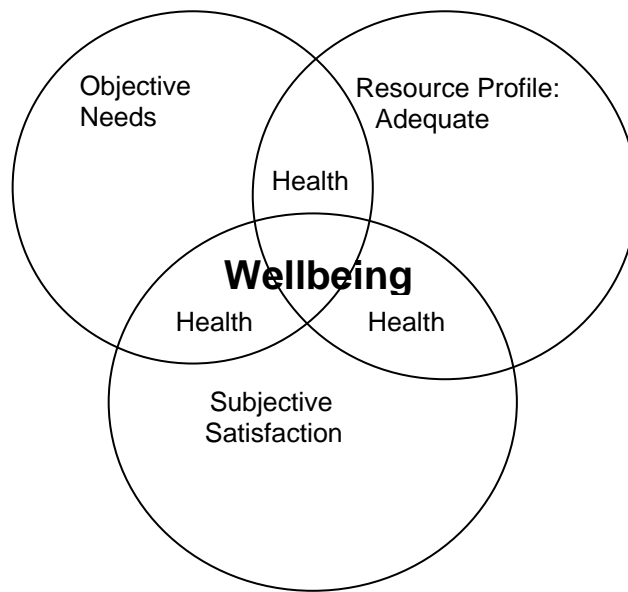 Objective
Needs
Resource Profile:
Adequate
Health
Wellbeing
Health
Health
Subjective
Satisfaction